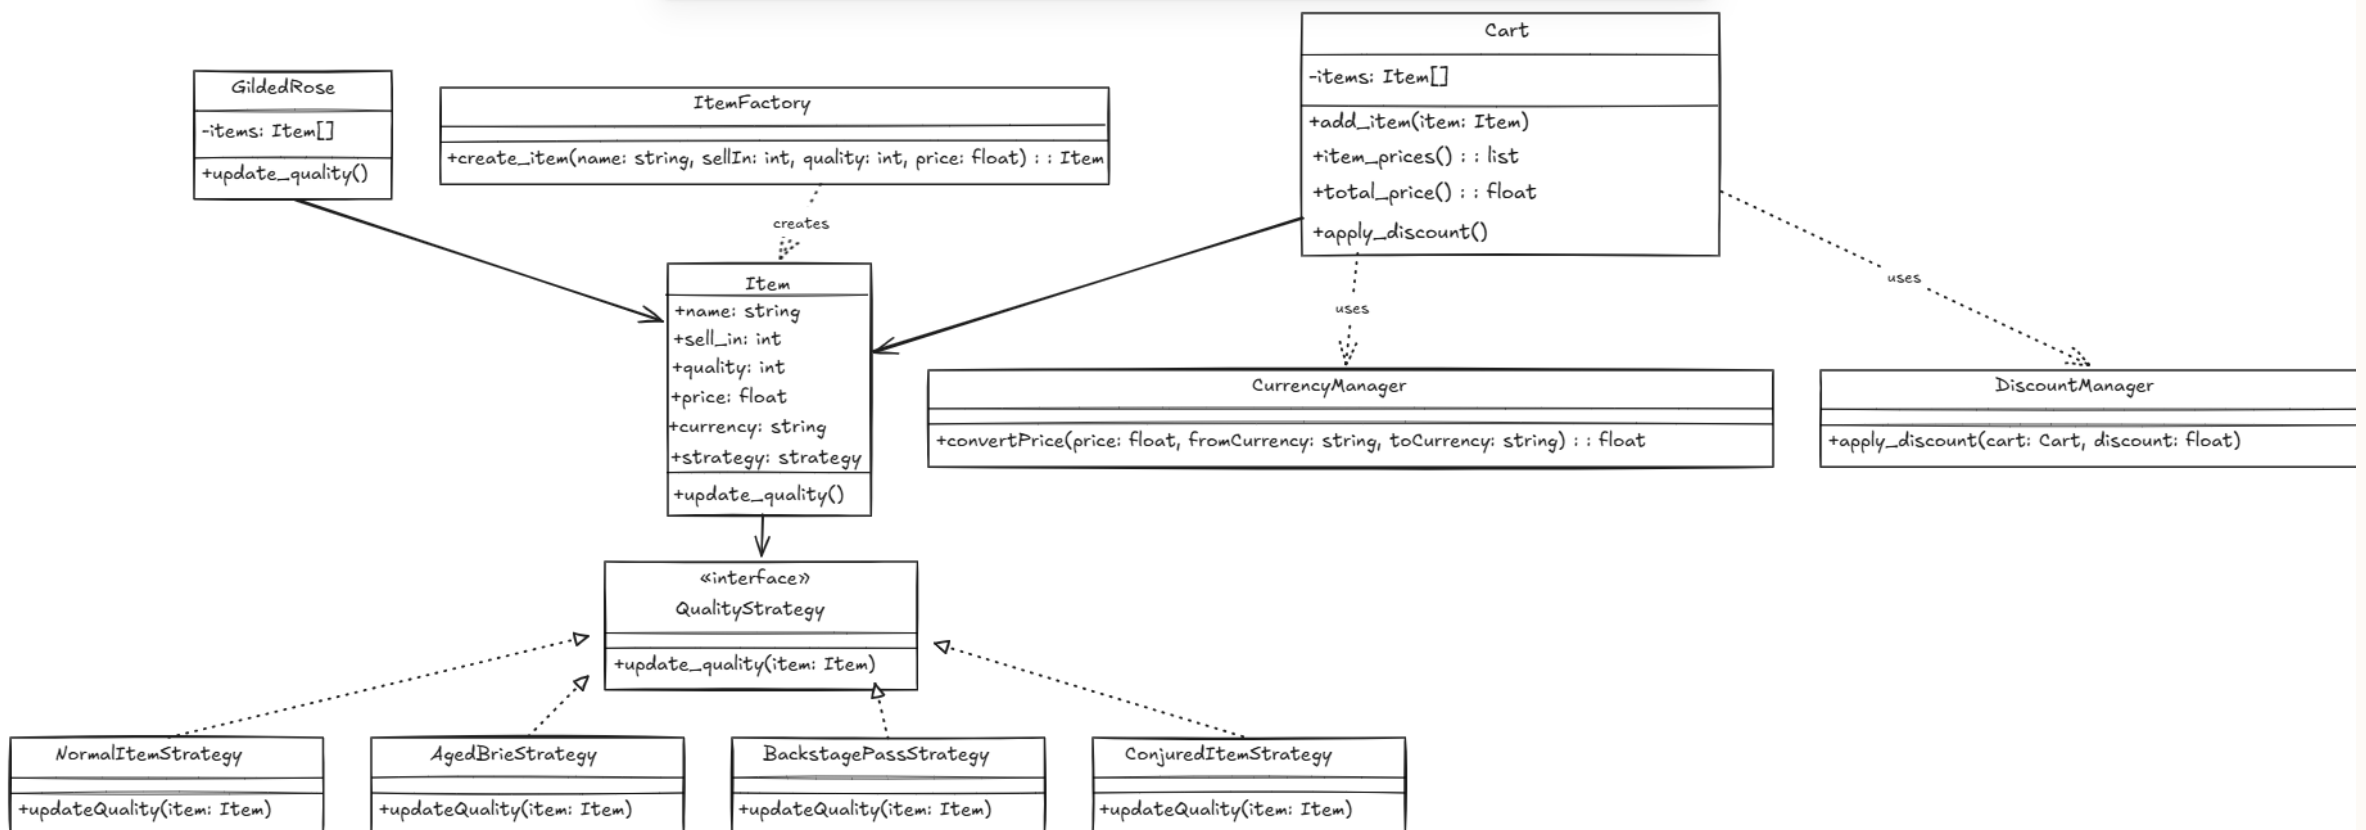 GildedRose
-items: Item[]
+update_quality()
ItemFactory
+create_item(name: string, sellIn: int, quality: int, price: float) : : Item
creates
Cart
-items: Item[]
+add_item(item: Item)
+item_prices() : : list
+total_price() : : float
+apply_discount()
uses
uses
Item
+name: string
+sell_in: int
+quality: int
+price: float
+currency: string
+strategy: strategy
+update_quality()
CurrencyManager
+convertPrice(price: float, fromCurrency: string, toCurrency: string) : : float
DiscountManager
+apply_discount(cart: Cart, discount: float)
«interface»
QualityStrategy
+update_quality(item: Item)
NormalItemStrategy
+updateQuality(item: Item)
AgedBrieStrategy
+updateQuality(item: Item)
BackstagePassStrategy
+updateQuality(item: Item)
ConjuredItemStrategy
+updateQuality(item: Item)